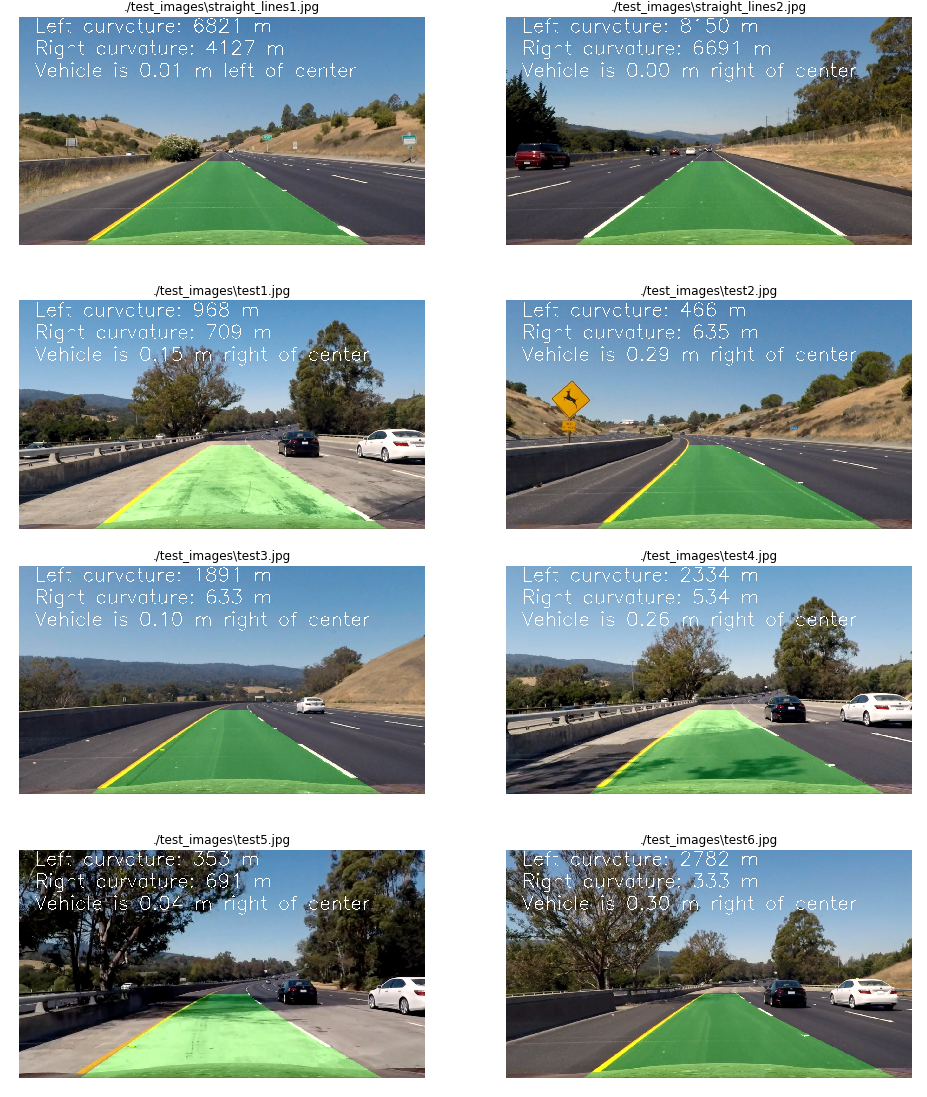 ./test_images\straight_lines1.jpg
Left curvature: 6821 m
Right curvature: 4127 m
Vehicle is 0.01 m left of center
./test_images\straight_lines2.jpg
Left curvature: 8150 m
Right curvature: 6691 m
Vehicle is 0.00 m right of center
./test_images\test1.jpg
Left curvature: 968 m
Right curvature: 709 m
Vehicle is 0.15 m right of center
./test_images\test2.jpg
Left curvature: 466 m
Right curvature: 635 m
Vehicle is 0.29 m right of center
./test_images\test3.jpg
Left curvature: 1891 m
Right curvature: 633 m
Vehicle is 0.10 m right of center
./test_images\test4.jpg
Left curvature: 2334 m
Right curvature: 534 m
Vehicle is 0.26 m right of center
./test_images\test5.jpg
Left curvature: 353 m
Right curvature: 691 m
Vehicle is 0.04 m right of center
./test_images\test6.jpg
Left curvature: 2782 m
Right curvature: 333 m
Vehicle is 0.30 m right of center